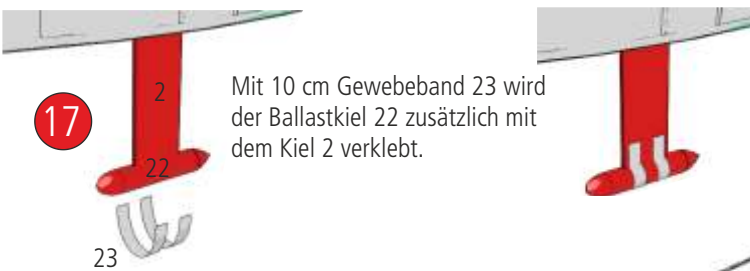 17
2
22
23
Mit 10 cm Gewebeband 23 wird
der Ballastkiel 22 zusätzlich mit
dem Kiel 2 verklebt.